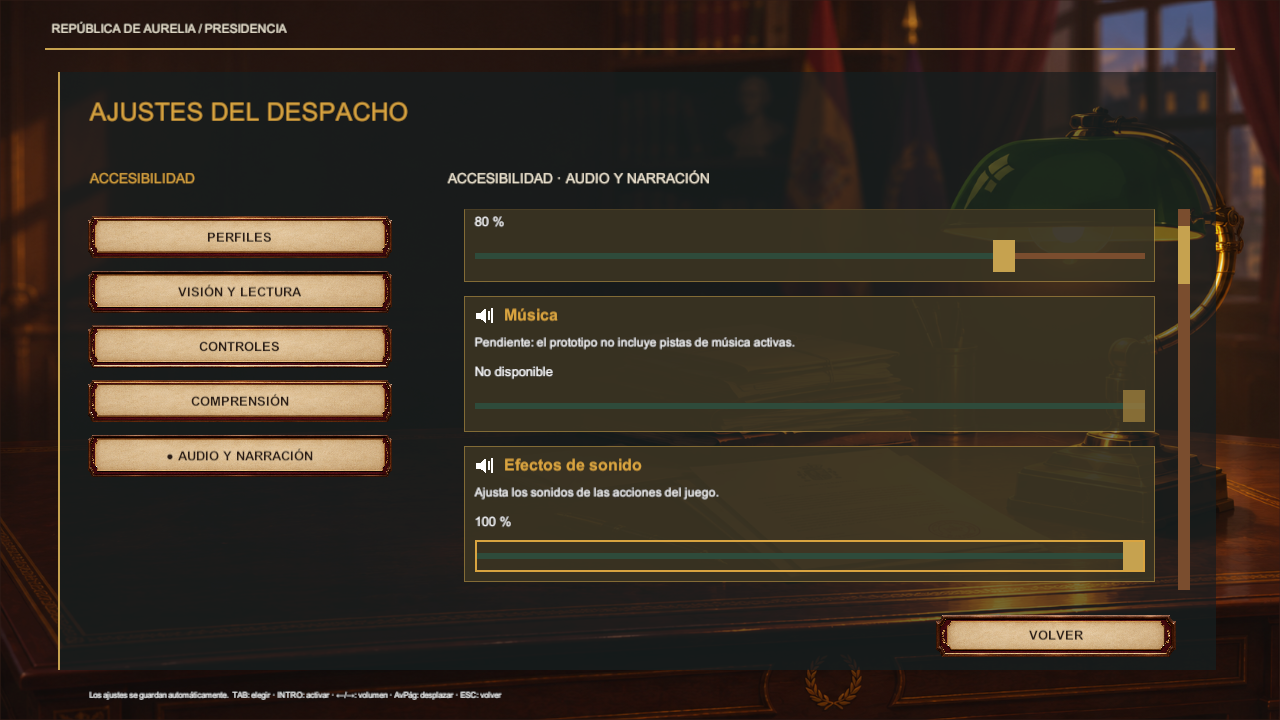 REPÚBLICA DE AURELIA / PRESIDENCIA
AJUSTES DEL DESPACHO
ACCESIBILIDAD
ACCESIBILIDAD · AUDIO Y NARRACIÓN
PERFILES
VISIÓN Y LECTURA
CONTROLES
COMPRENSIÓN
● AUDIO Y NARRACIÓN
80 %
Música
Pendiente: el prototipo no incluye pistas de música activas.
No disponible
Efectos de sonido
Ajusta los sonidos de las acciones del juego.
100 %
VOLVER
Los ajustes se guardan automáticamente. TAB: elegir · INTRO: activar · ←/→: volumen · AvPág: desplazar · ESC: volver